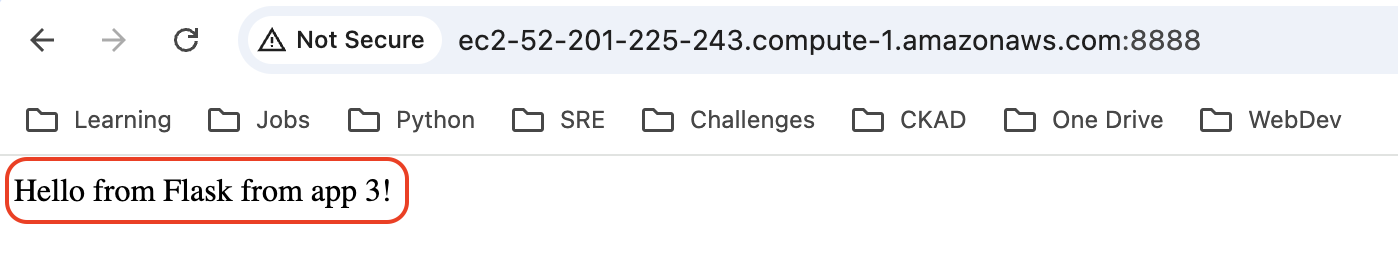 Not Secure ec2-52-201-225-243.compute-1.amazonaws.com:8888
Learning Jobs Python SRE Challenges CKAD One Drive WebDev
Hello from Flask from app 3!